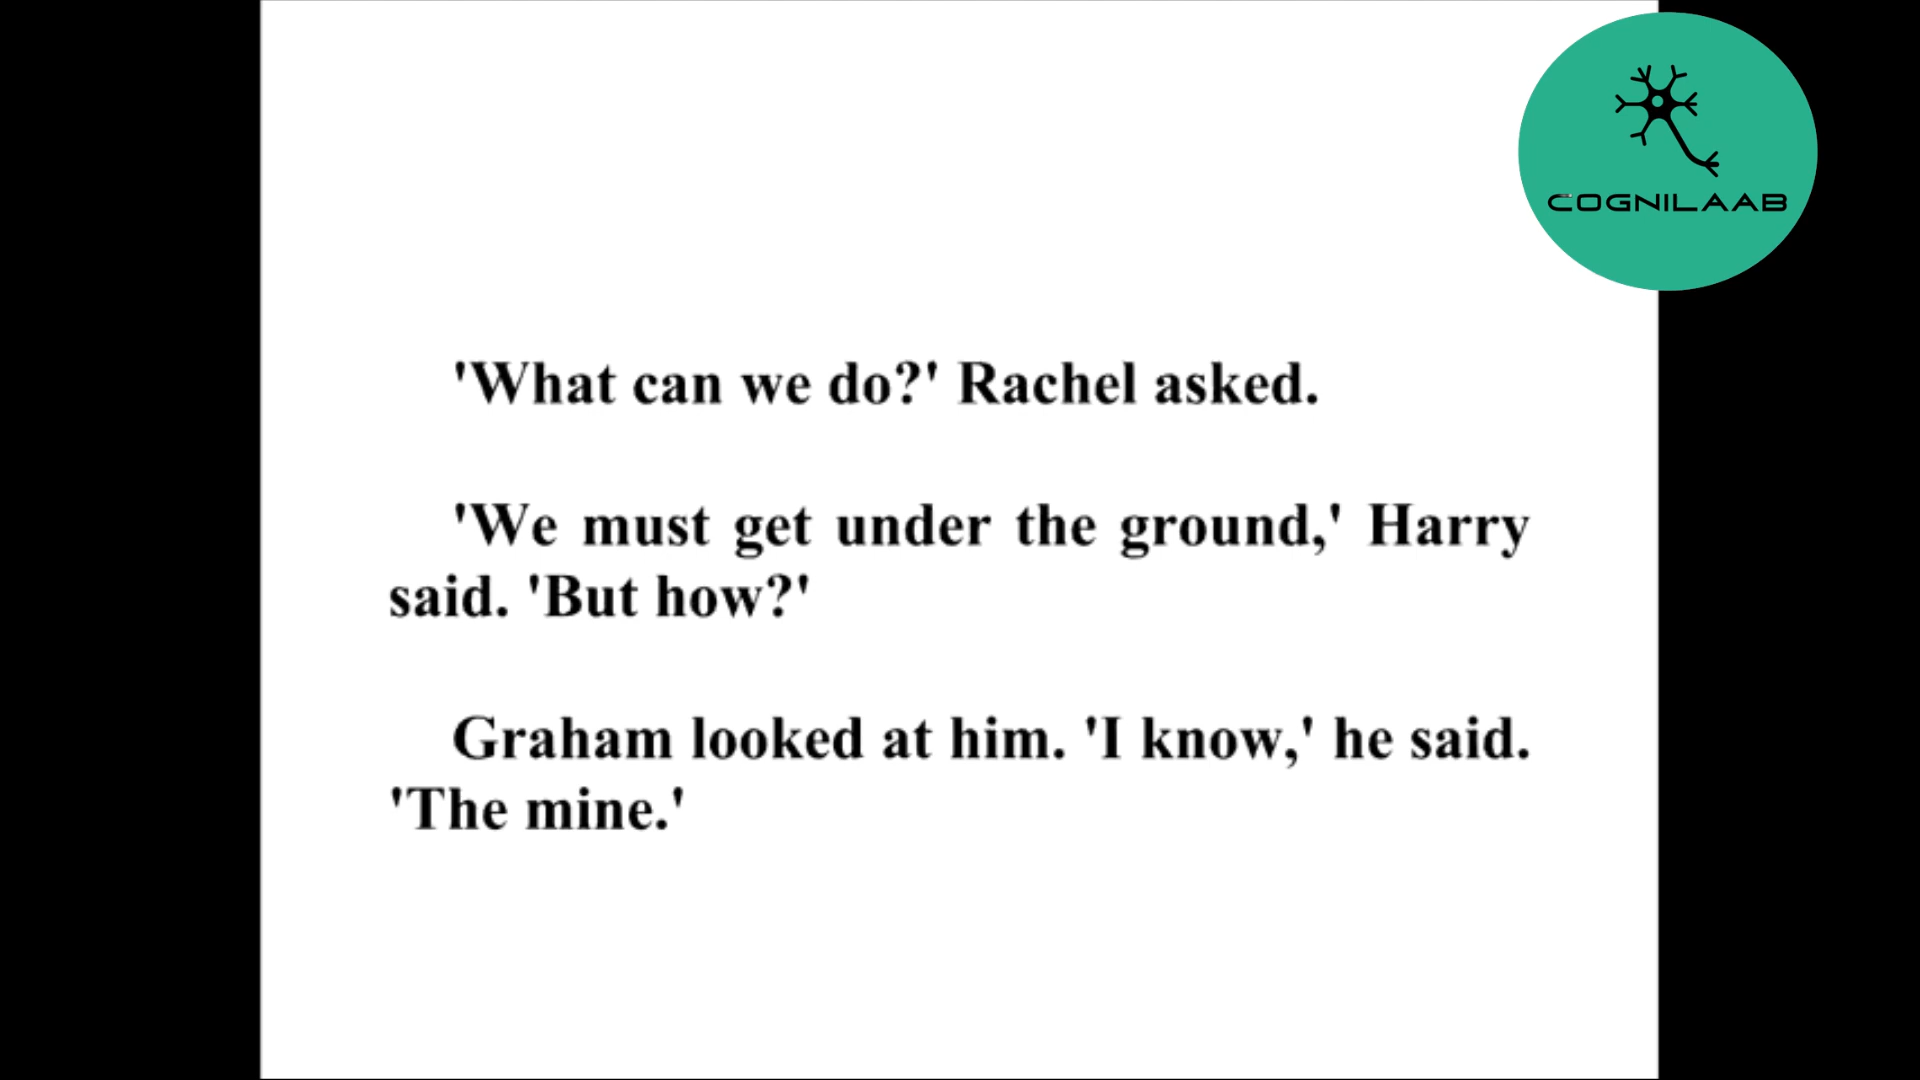 COGNILAAB
'What can we do?' Rachel asked.
'We must get under the ground,' Harry
said. 'But how?'
Graham looked at him. 'I know,' he said.
'The mine.'